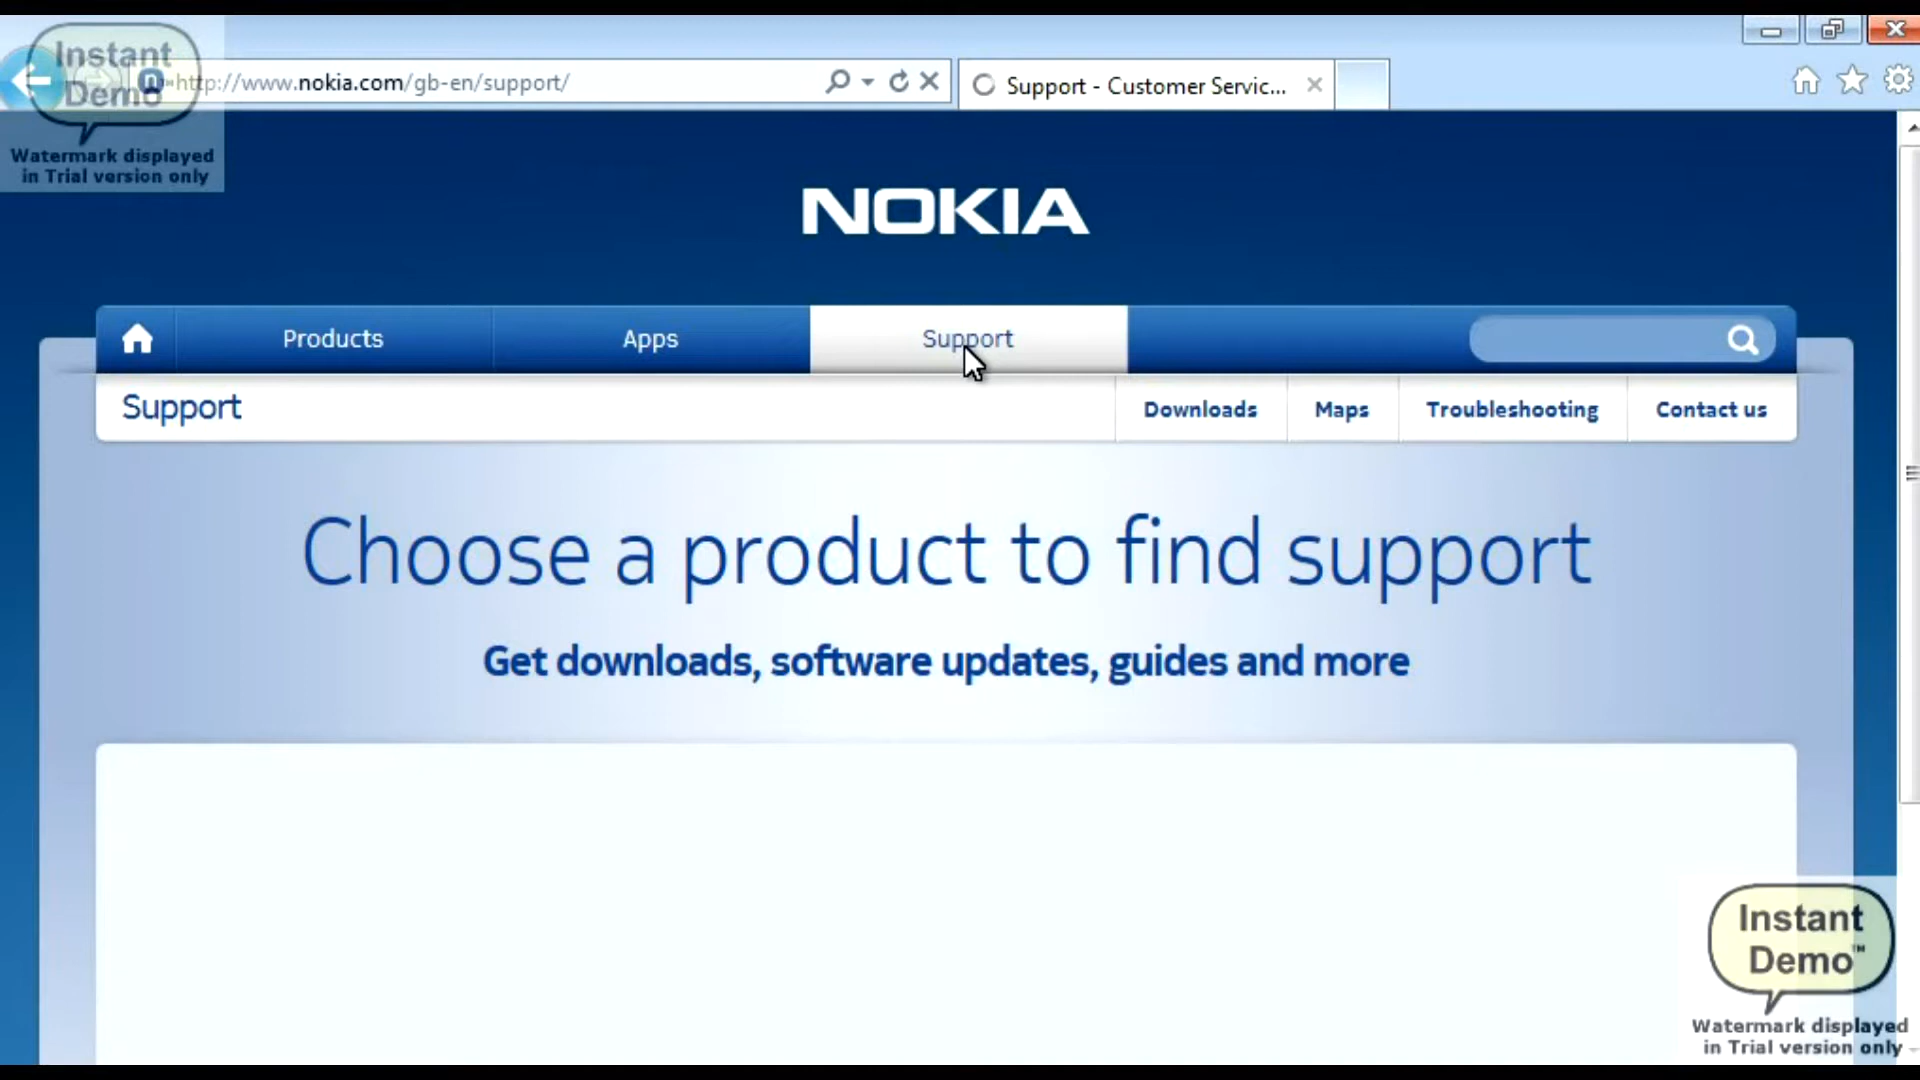 Instant
Demo
Watermark displayed
in Trial version only
http://www.nokia.com/gb-en/support/
Support - Customer Servic...
NOKIA
Products
Apps
Support
Support
Downloads
Maps
Troubleshooting
Contact us
Choose a product to find support
Get downloads, software updates, guides and more
Instant
Demo™
Watermark displayed
in Trial version only